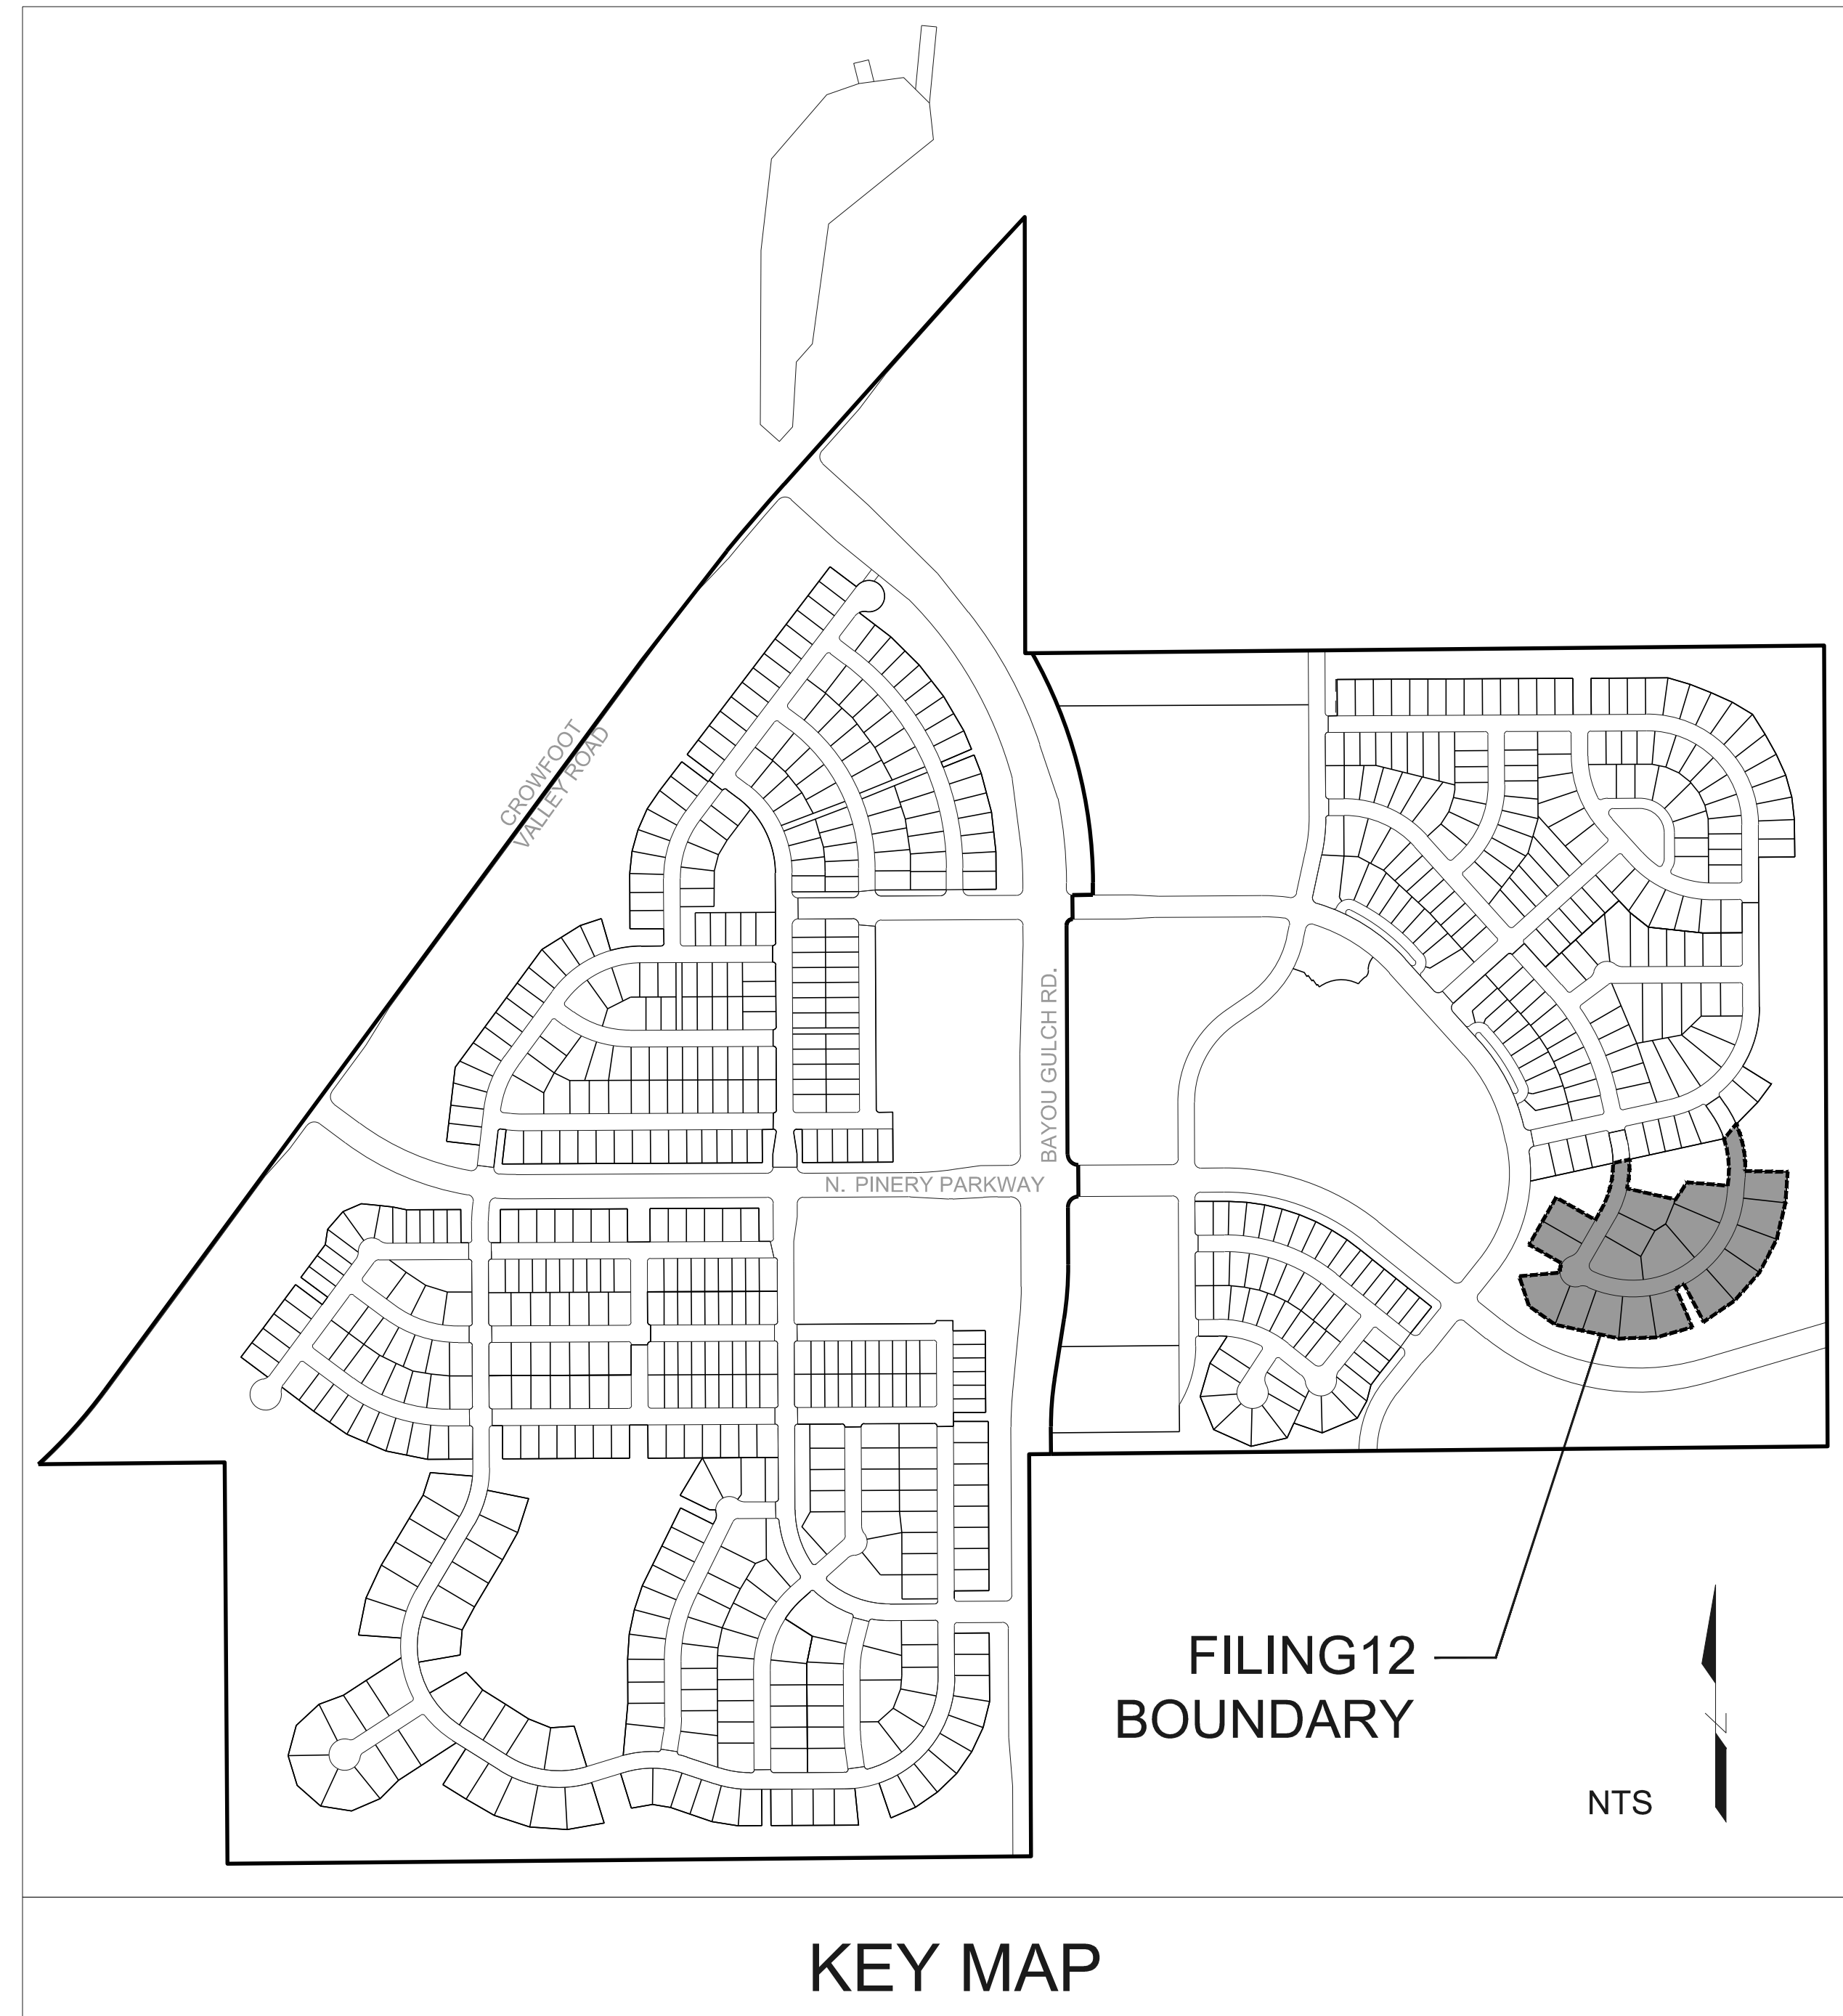 CROWFOOT
VALLEY ROAD
BAYOU GULCH RD.
N. PINERY PARKWAY
FILING12
BOUNDARY
NTS
KEY MAP